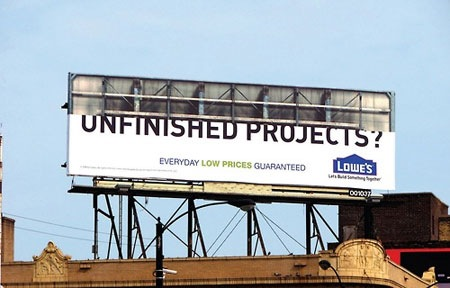 UNFINISHED PROJECTS?
EVERYDAY LOW PRICES GUARANTEED
LOWE'S
Let's Build Something Together
001037